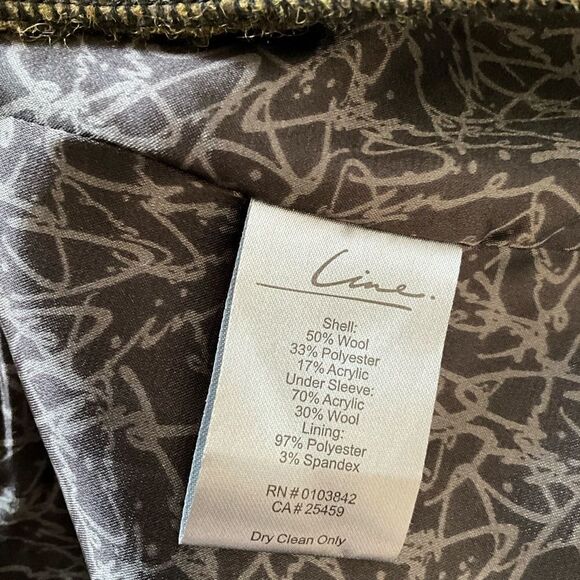 Line.
Shell:
50% Wool
33% Polyester
17% Acrylic
Under Sleeve:
70% Acrylic
30% Wool
Lining:
97% Polyester
3% Spandex
RN # 0103842
CA # 25459
Dry Clean Only